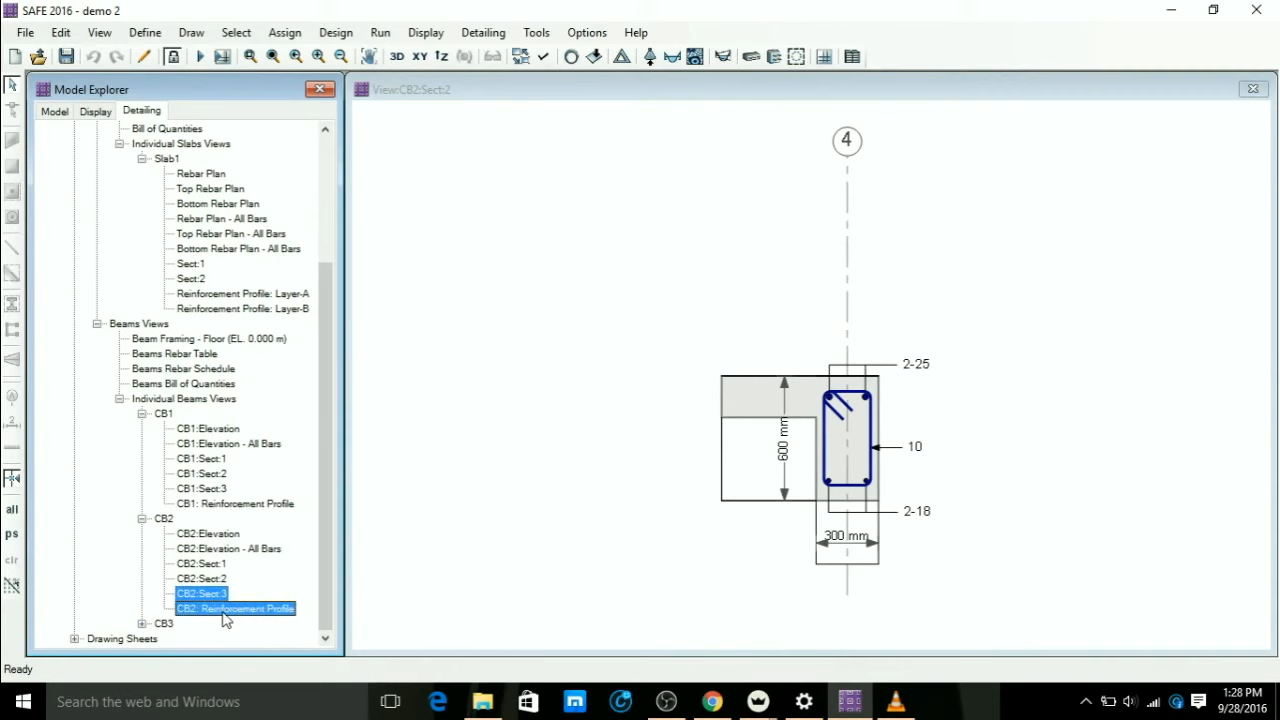 SAFE 2016 - demo 2
File Edit View Define Draw Select Assign Design Run Display Detailing Tools Options Help
3D XY
Model Explorer
Model Display Detailing
Bill of Quantities
Individual Slabs Views
Slab1
Rebar Plan
Top Rebar Plan
Bottom Rebar Plan
Rebar Plan - All Bars
Top Rebar Plan - All Bars
Bottom Rebar Plan - All Bars
Sect:1
Sect:2
Reinforcement Profile: Layer-A
Reinforcement Profile: Layer-B
Beams Views
Beam Framing - Floor (EL. 0.000 m)
Beams Rebar Table
Beams Rebar Schedule
Beams Bill of Quantities
Individual Beams Views
CB1
CB1:Elevation
CB1:Elevation - All Bars
CB1:Sect:1
CB1:Sect:2
CB1:Sect:3
CB1: Reinforcement Profile
CB2
CB2:Elevation
CB2:Elevation - All Bars
CB2:Sect:1
CB2:Sect:2
CB2:Sect:3
CB2: Reinforcement Profile
CB3
Drawing Sheets
all
ps
clr
View:CB2:Sect:2
4
2-25
600 mm
10
2-18
300 mm
Ready
Search the web and Windows
1:28 PM
9/28/2016